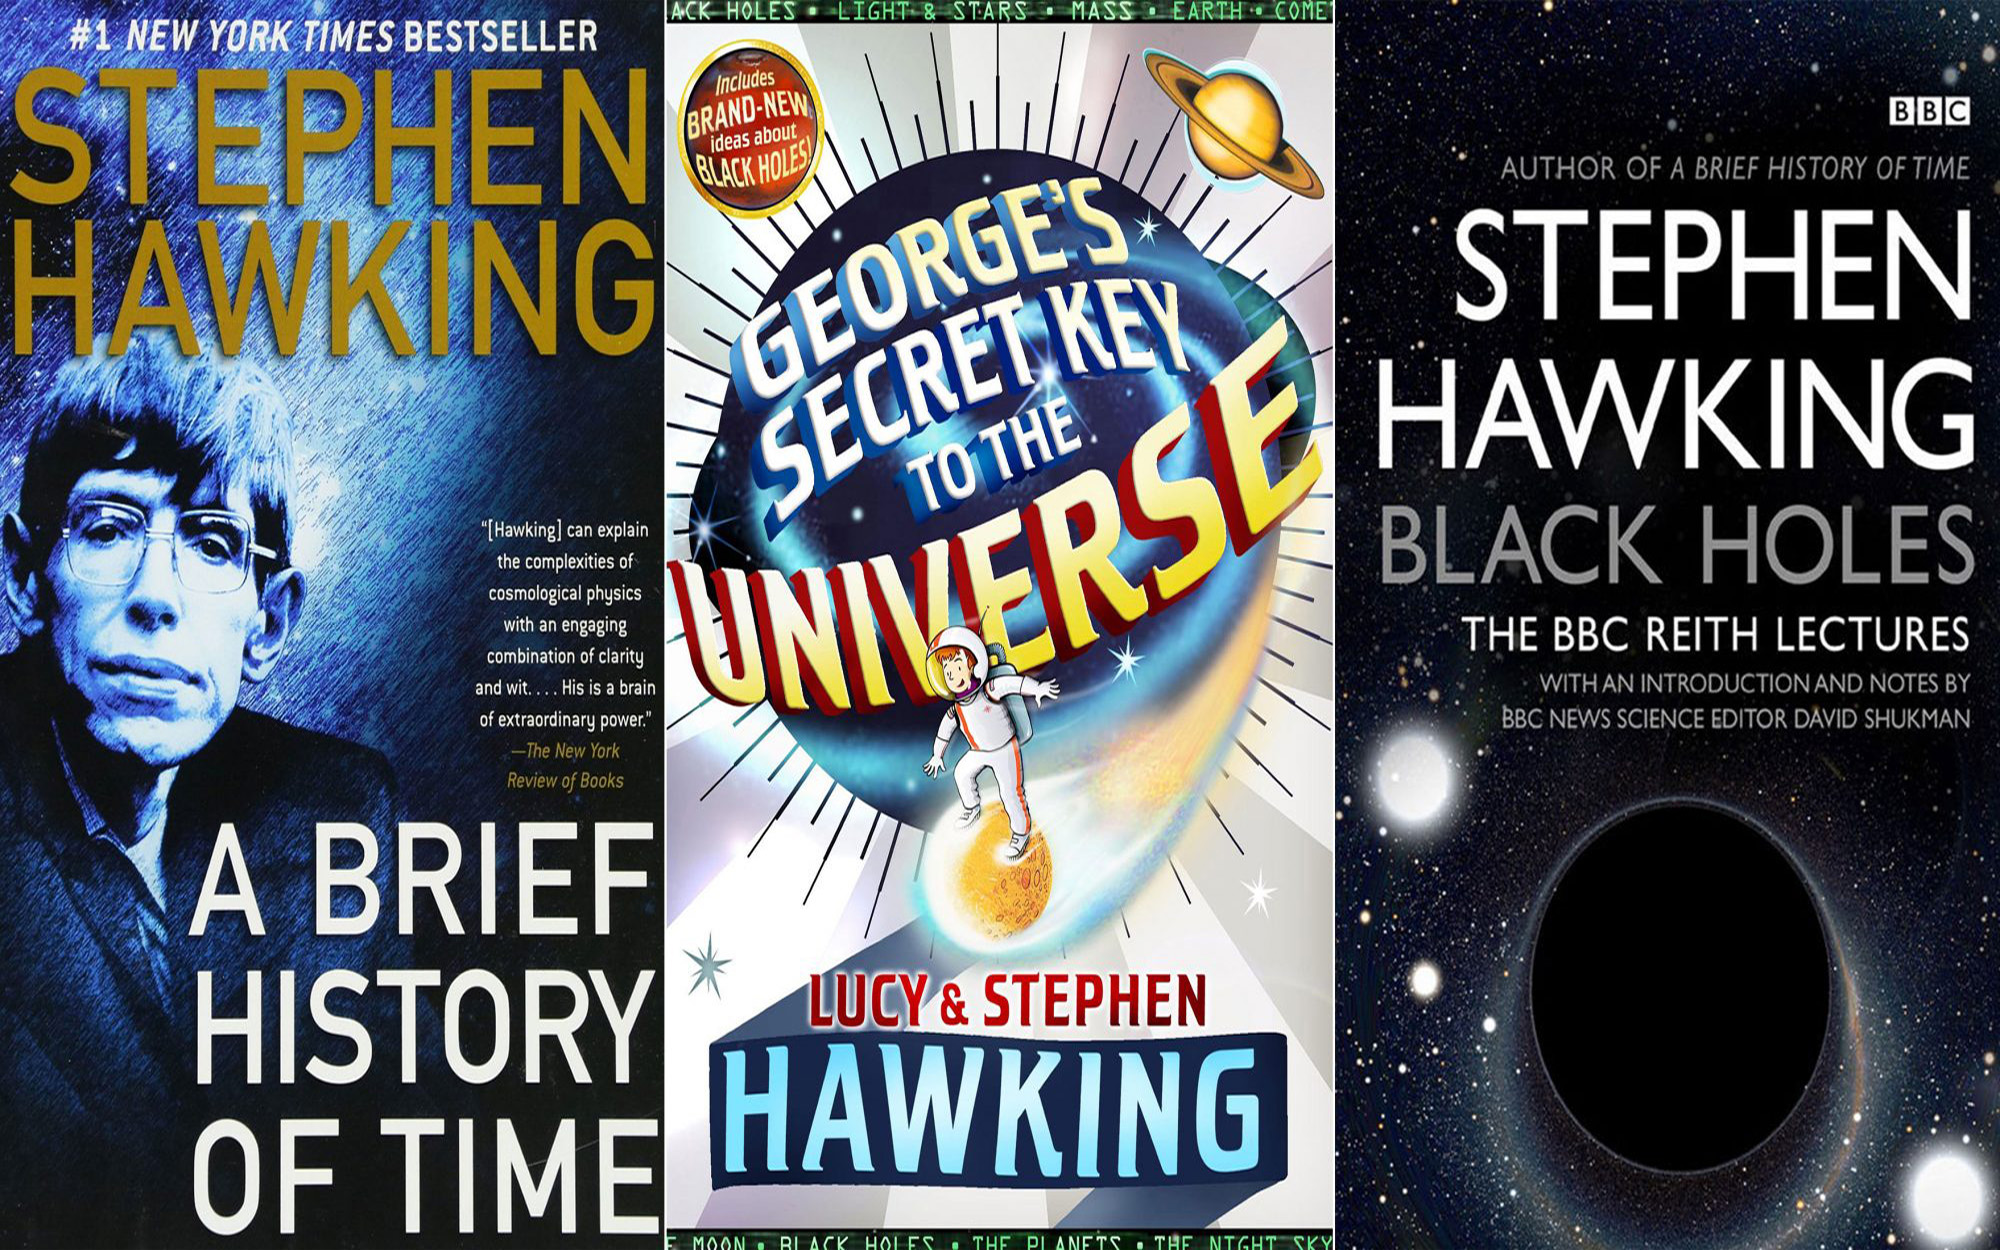 #1 NEW YORK TIMES BESTSELLER
STEPHEN
HAWKING
“[Hawking] can explain
the complexities of
cosmological physics
with an engaging
combination of clarity
and wit. . . . His is a brain
of extraordinary power.”
—The New York
Review of Books
A BRIEF
HISTORY
OF TIME
ACK HOLES • LIGHT & STARS • MASS • EARTH • COME
Includes
BRAND-NEW
ideas about
BLACK HOLES!
GEORGE'S
SECRET KEY
TO THE
UNIVERSE
LUCY & STEPHEN
HAWKING
E MOON • BLACK HOLES • THE PLANETS • THE NIGHT SKY
BBC
AUTHOR OF A BRIEF HISTORY OF TIME
STEPHEN
HAWKING
BLACK HOLES
THE BBC REITH LECTURES
WITH AN INTRODUCTION AND NOTES BY
BBC NEWS SCIENCE EDITOR DAVID SHUKMAN